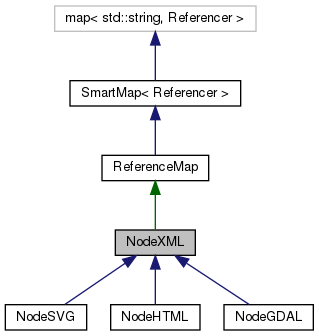 map< std::string, Referencer >
SmartMap< Referencer >
ReferenceMap
NodeXML
NodeSVG
NodeHTML
NodeGDAL